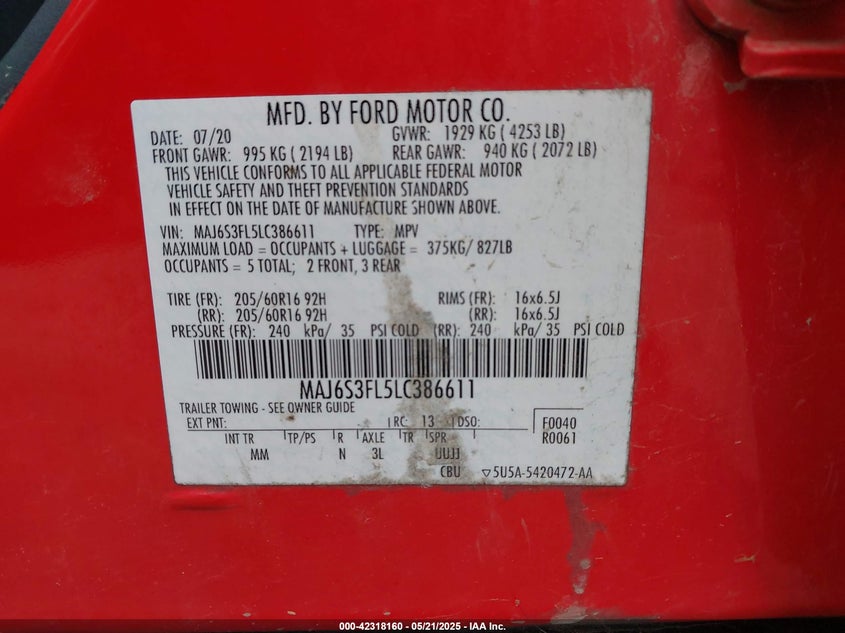 MFD. BY FORD MOTOR CO.
DATE: 07/20 GVWR: 1929 KG ( 4253 LB)
FRONT GAWR: 995 KG ( 2194 LB) REAR GAWR: 940 KG ( 2072 LB)
THIS VEHICLE CONFORMS TO ALL APPLICABLE FEDERAL MOTOR
VEHICLE SAFETY AND THEFT PREVENTION STANDARDS
IN EFFECT ON THE DATE OF MANUFACTURE SHOWN ABOVE.
VIN: MAJ6S3FL5LC386611 TYPE: MPV
MAXIMUM LOAD = OCCUPANTS + LUGGAGE = 375KG/ 827LB
OCCUPANTS = 5 TOTAL; 2 FRONT, 3 REAR
TIRE (FR): 205/60R16 92H RIMS (FR): 16x6.5J
(RR): 205/60R16 92H (RR): 16x6.5J
PRESSURE (FR): 240 kPa/ 35 PSI COLD (RR): 240 kPa/ 35 PSI COLD
MAJ6S3FL5LC386611
TRAILER TOWING - SEE OWNER GUIDE
EXT PNT: RC: 13 DSO: F0040
INT TR TP/PS R AXLE TR SPR R0061
MM N 3L UUJJ
CBU 5U5A-5420472-AA
000-42318160 — 05/21/2025 — IAA Inc.